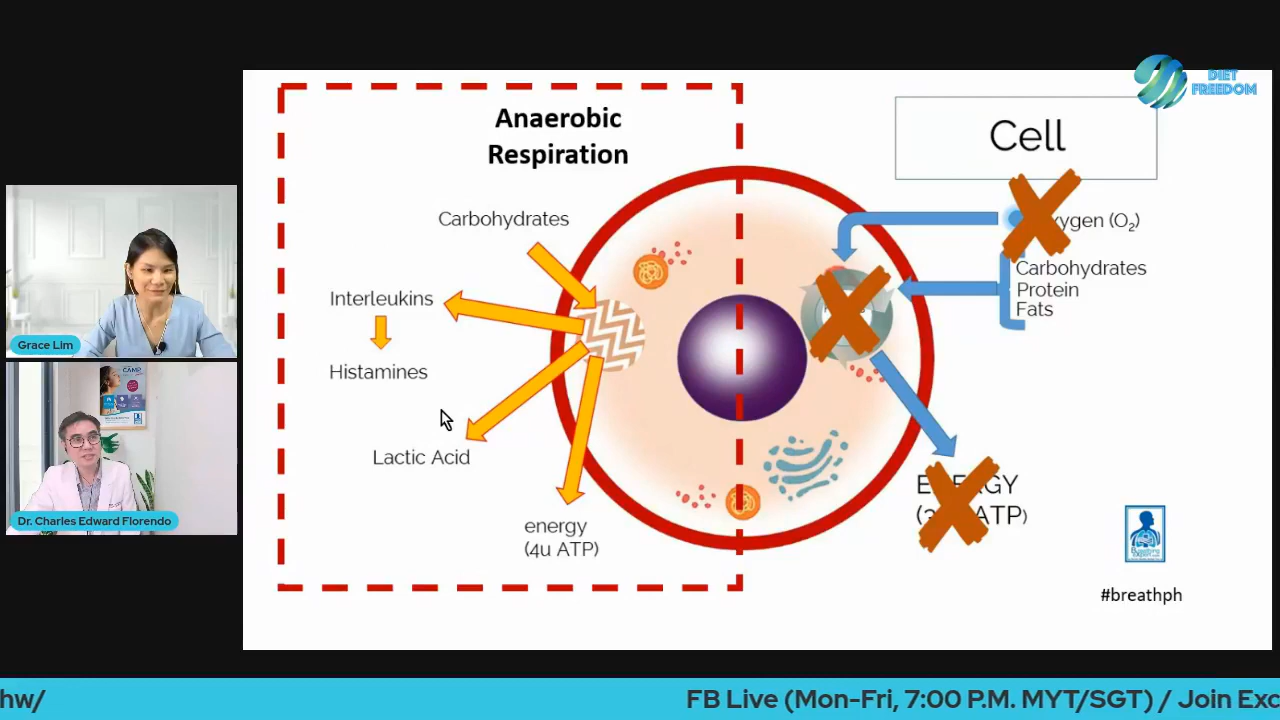 DIET
FREEDOM
Anaerobic
Respiration
Cell
Carbohydrates
Interleukins
Histamines
Lactic Acid
energy
(4u ATP)
xygen (O₂)
Carbohydrates
Protein
Fats
ATP)
#breathph
Grace Lim
Dr. Charles Edward Florendo
hw/
FB Live (Mon-Fri, 7:00 P.M. MYT/SGT) / Join Exc